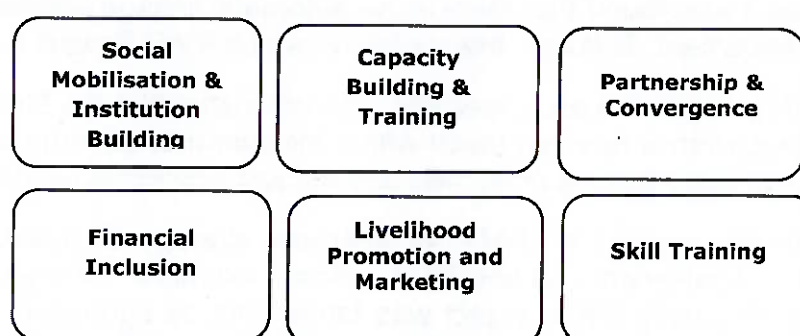 Social
Mobilisation &
Institution
Building
Capacity
Building &
Training
Partnership &
Convergence
Financial
Inclusion
Livelihood
Promotion and
Marketing
Skill Training